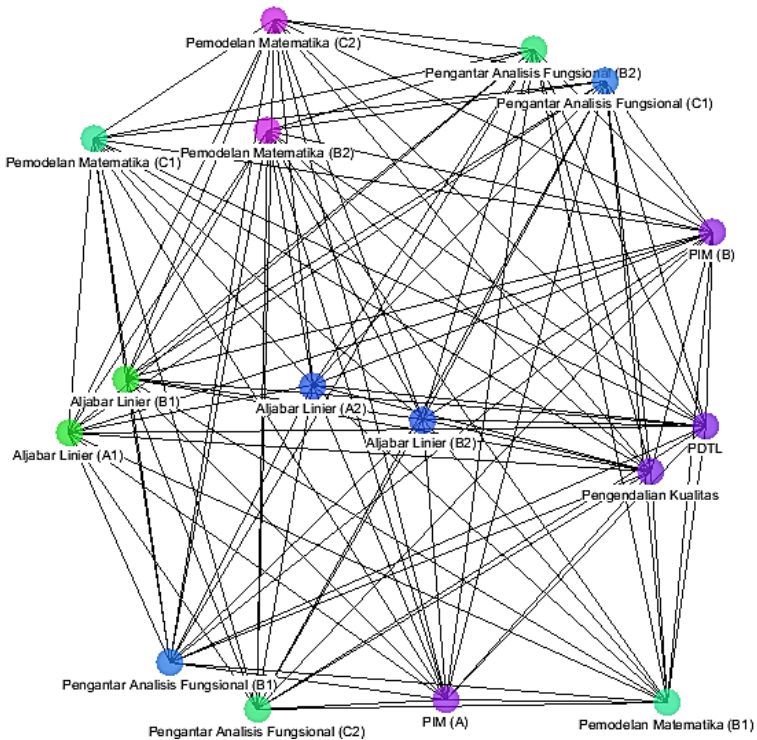 Pemodelan Matematika (C2)
Pengantar Analisis Fungsional (B2)
Pengantar Analisis Fungsional (C1)
Pemodelan Matematika (C1)
Pemodelan Matematika (B2)
PIM (B)
Aljabar Linier (B1)
Aljabar Linier (A2)
Aljabar Linier (B2)
Aljabar Linier (A1)
PDTL
Pengendalian Kualitas
Pengantar Analisis Fungsional (B1)
Pengantar Analisis Fungsional (C2)
PIM (A)
Pemodelan Matematika (B1)